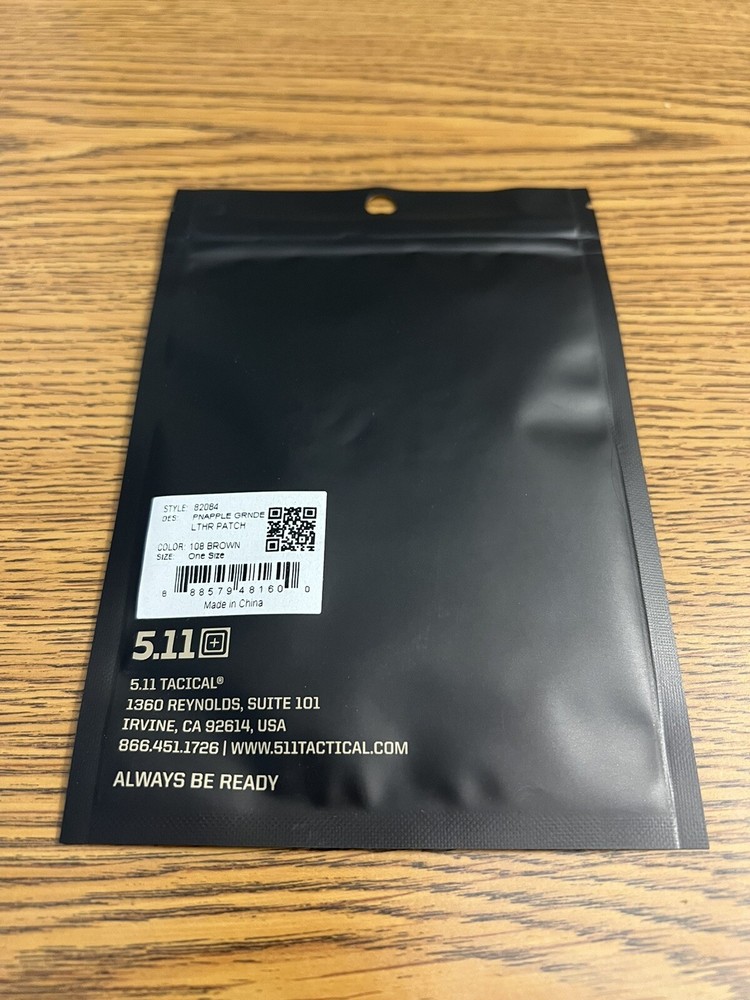 STYLE: 82084
DES: PNAPPLE GRNDE
LTHR PATCH
COLOR: 108 BROWN
SIZE: One Size
8 88579 48160 0
Made in China
5.11
5.11 TACICAL®
1360 REYNOLDS, SUITE 101
IRVINE, CA 92614, USA
866.451.1726 | WWW.511TACTICAL.COM
ALWAYS BE READY